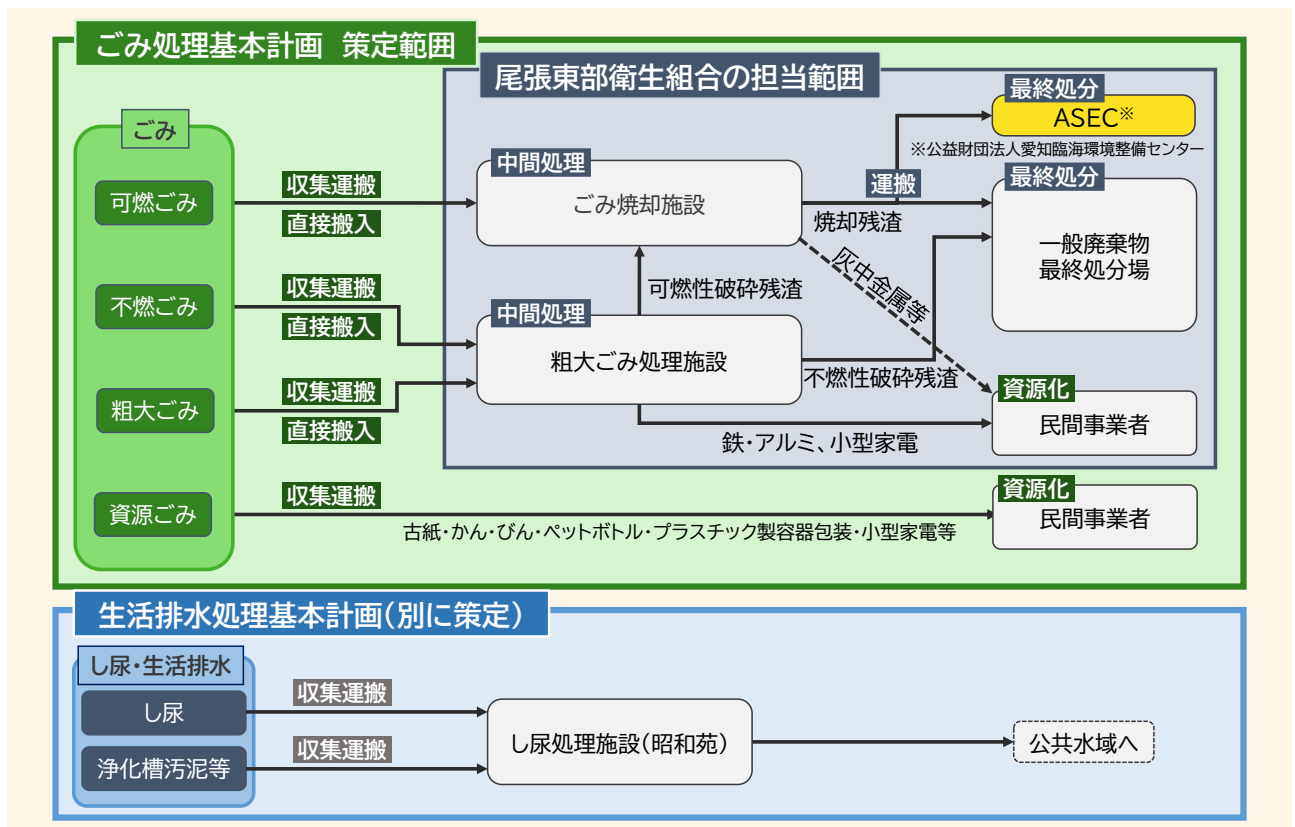 ごみ処理基本計画 策定範囲
尾張東部衛生組合の担当範囲
ごみ
可燃ごみ
収集運搬
直接搬入
不燃ごみ
収集運搬
直接搬入
粗大ごみ
収集運搬
直接搬入
資源ごみ
収集運搬
古紙・かん・びん・ペットボトル・プラスチック製容器包装・小型家電等
中間処理
ごみ焼却施設
可燃性破砕残渣
中間処理
粗大ごみ処理施設
運搬
焼却残渣
灰中金属等
不燃性破砕残渣
鉄・アルミ、小型家電
最終処分
ASEC※
※公益財団法人愛知臨海環境整備センター
最終処分
一般廃棄物
最終処分場
資源化
民間事業者
資源化
民間事業者
生活排水処理基本計画(別に策定)
し尿・生活排水
し尿
収集運搬
浄化槽汚泥等
収集運搬
し尿処理施設(昭和苑)
公共水域へ